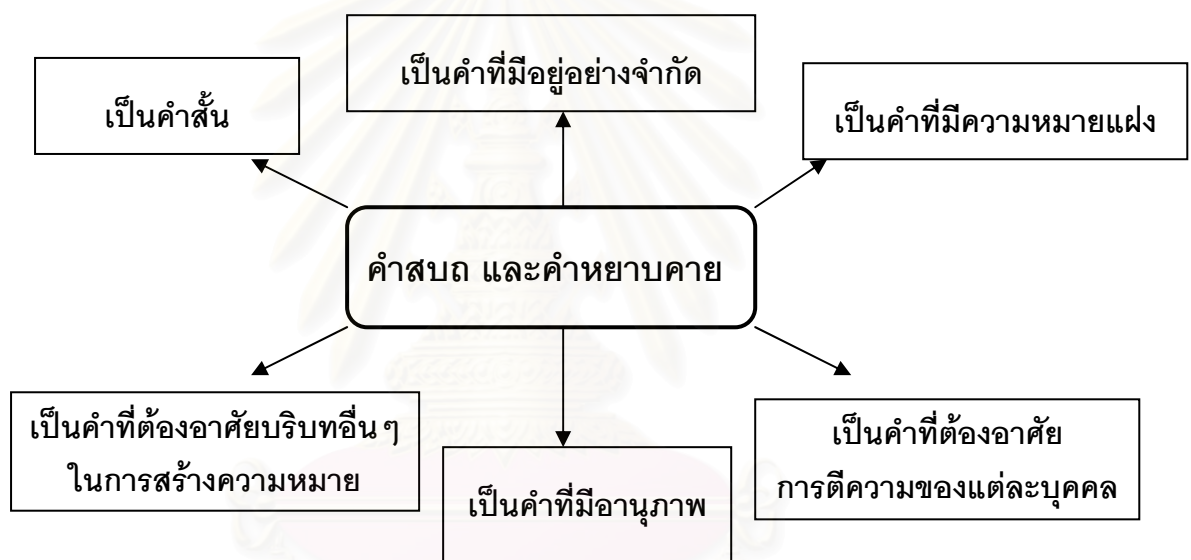 เป็นคำสั้น
เป็นคำที่มีอยู่อย่างจำกัด
เป็นคำที่มีความหมายแฝง
คำสบถ และคำหยาบคาย
เป็นคำที่ต้องอาศัยบริบทอื่นๆ
ในการสร้างความหมาย
เป็นคำที่มีอานุภาพ
เป็นคำที่ต้องอาศัย
การตีความของแต่ละบุคคล